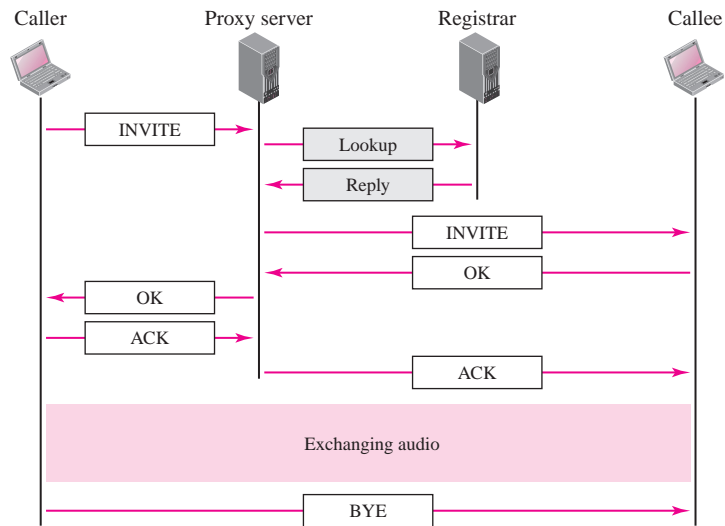 Caller
Proxy server
Registrar
Callee
INVITE
Lookup
Reply
INVITE
OK
OK
ACK
ACK
Exchanging audio
BYE